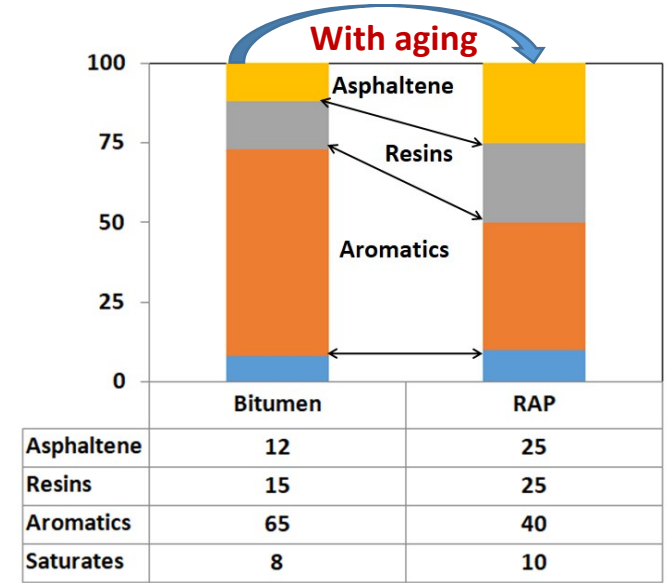 With aging
100
Asphaltene
75
Resins
50
Aromatics
25
0
Bitumen RAP
Asphaltene 12 25
Resins 15 25
Aromatics 65 40
Saturates 8 10